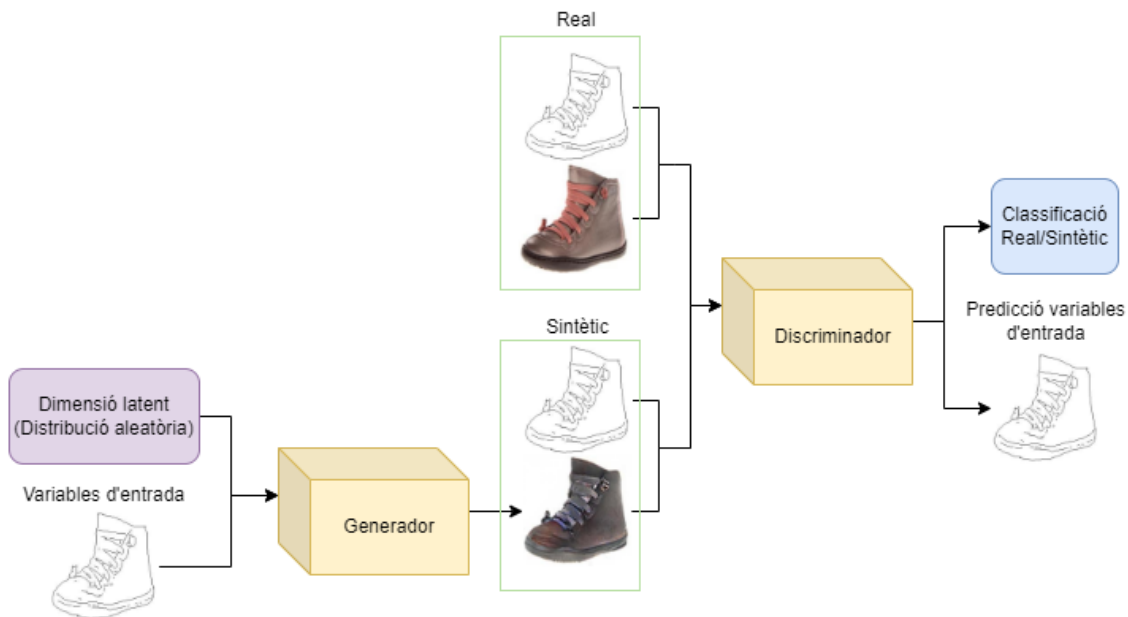 Real
Sintètic
Dimensió latent
(Distribució aleatòria)
Variables d'entrada
Generador
Discriminador
Classificació
Real/Sintètic
Predicció variables
d'entrada